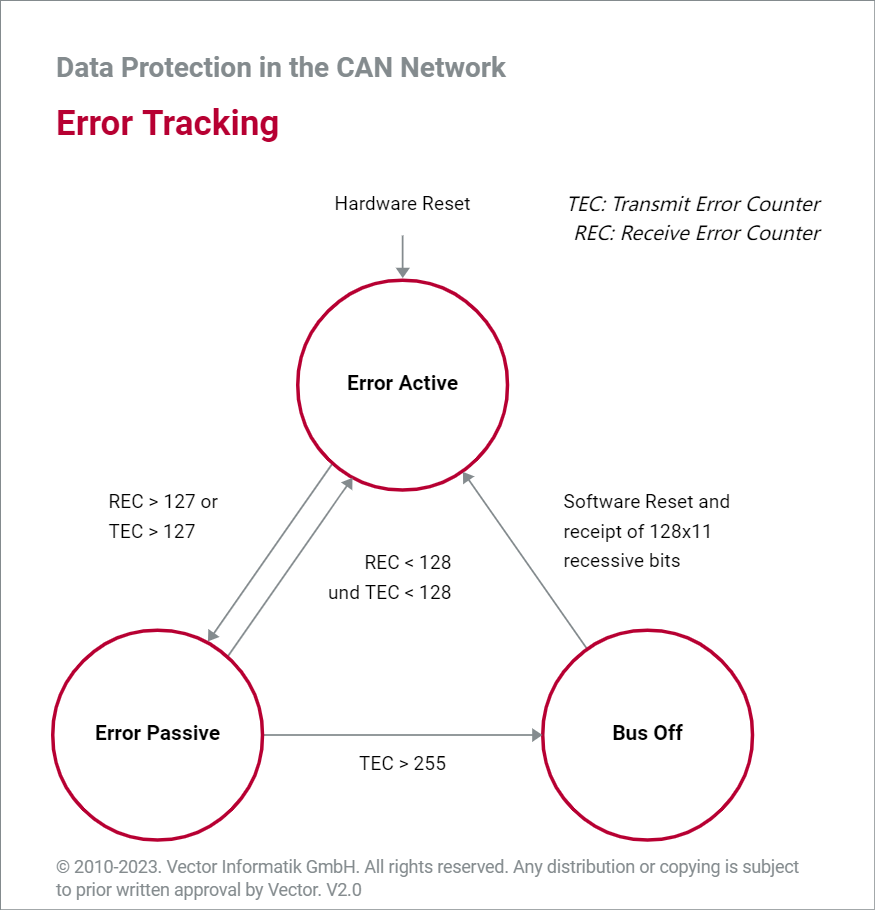 Data Protection in the CAN Network
Error Tracking
Hardware Reset
TEC: Transmit Error Counter
REC: Receive Error Counter
Error Active
REC > 127 or
TEC > 127
Software Reset and
receipt of 128x11
recessive bits
REC < 128
und TEC < 128
Error Passive
Bus Off
TEC > 255
© 2010-2023. Vector Informatik GmbH. All rights reserved. Any distribution or copying is subject
to prior written approval by Vector. V2.0